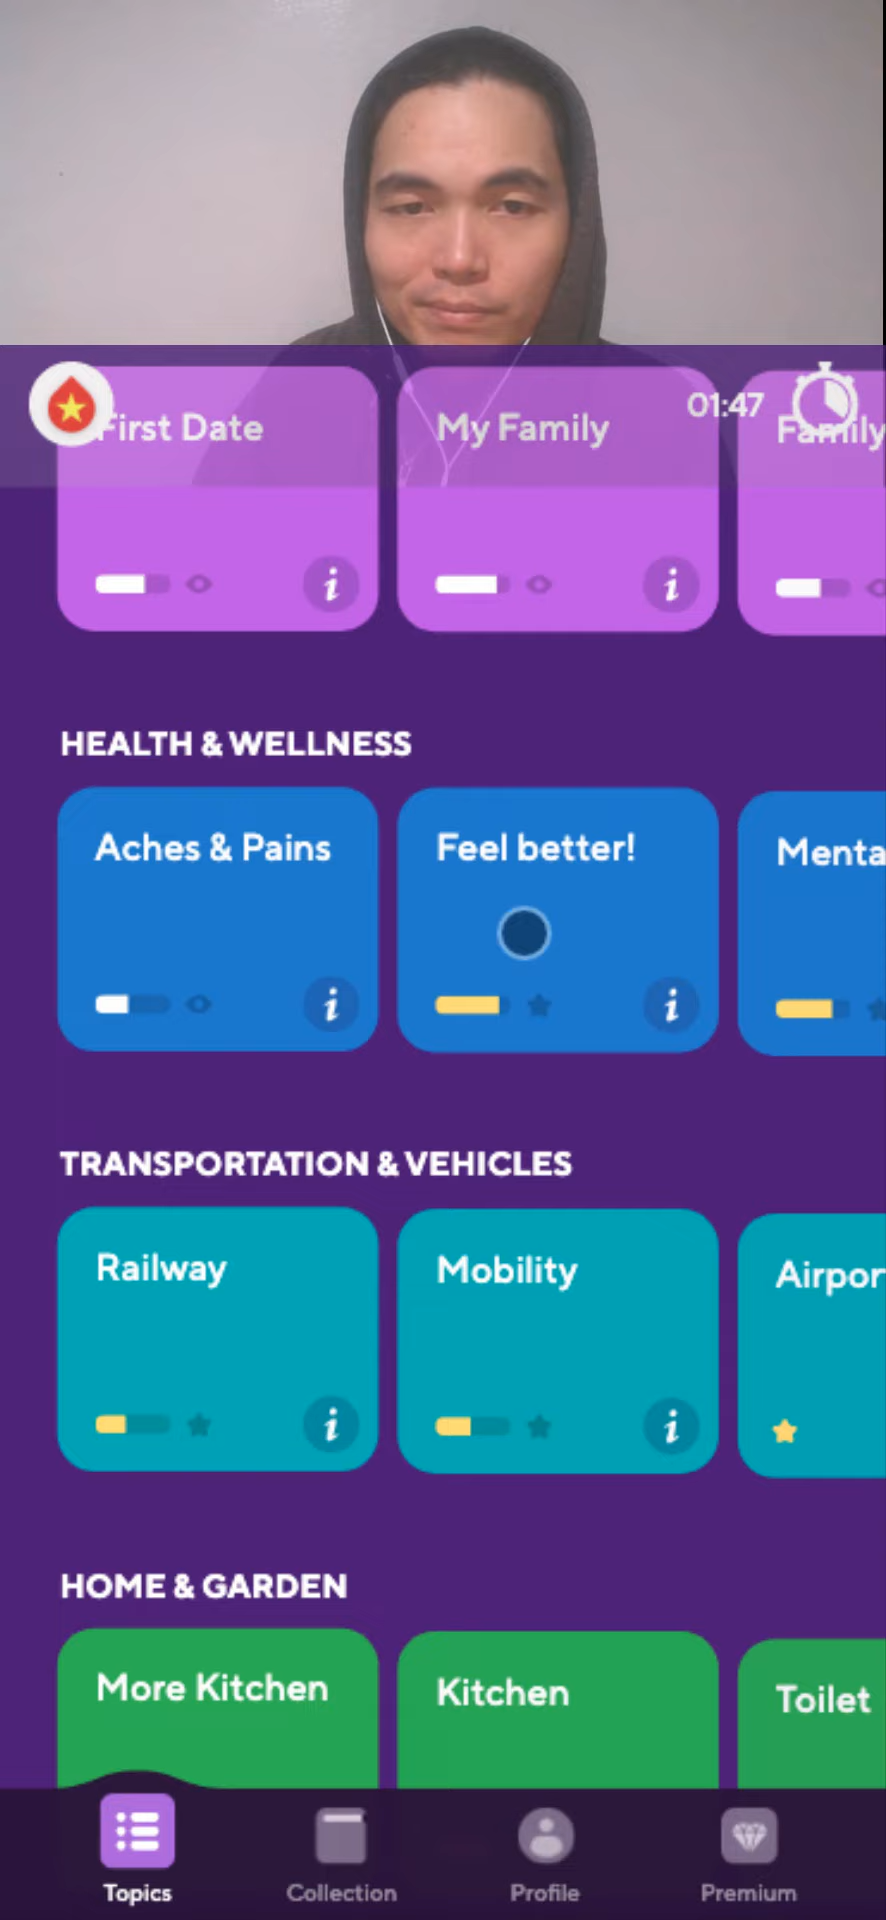 First Date
My Family
01:47
Family
HEALTH & WELLNESS
Aches & Pains
Feel better!
Menta
TRANSPORTATION & VEHICLES
Railway
Mobility
Airpor
HOME & GARDEN
More Kitchen
Kitchen
Toilet
Topics
Collection
Profile
Premium